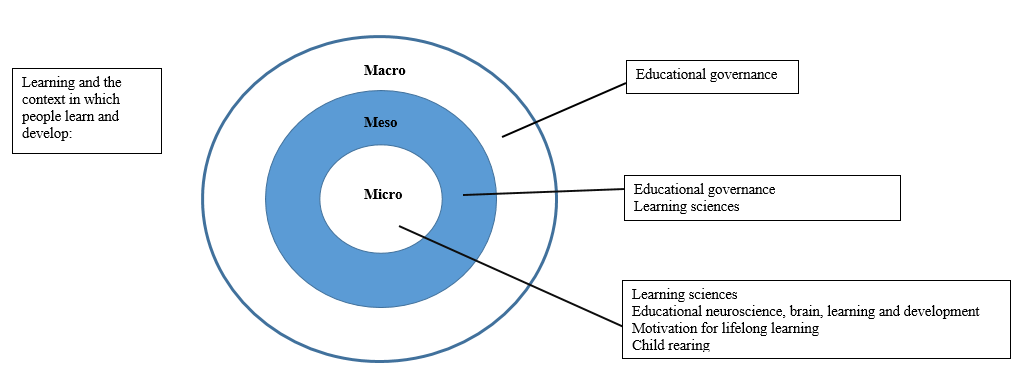 Learning and the
context in which
people learn and
develop:
Macro
Meso
Micro
Educational governance
Educational governance
Learning sciences
Learning sciences
Educational neuroscience, brain, learning and development
Motivation for lifelong learning
Child rearing